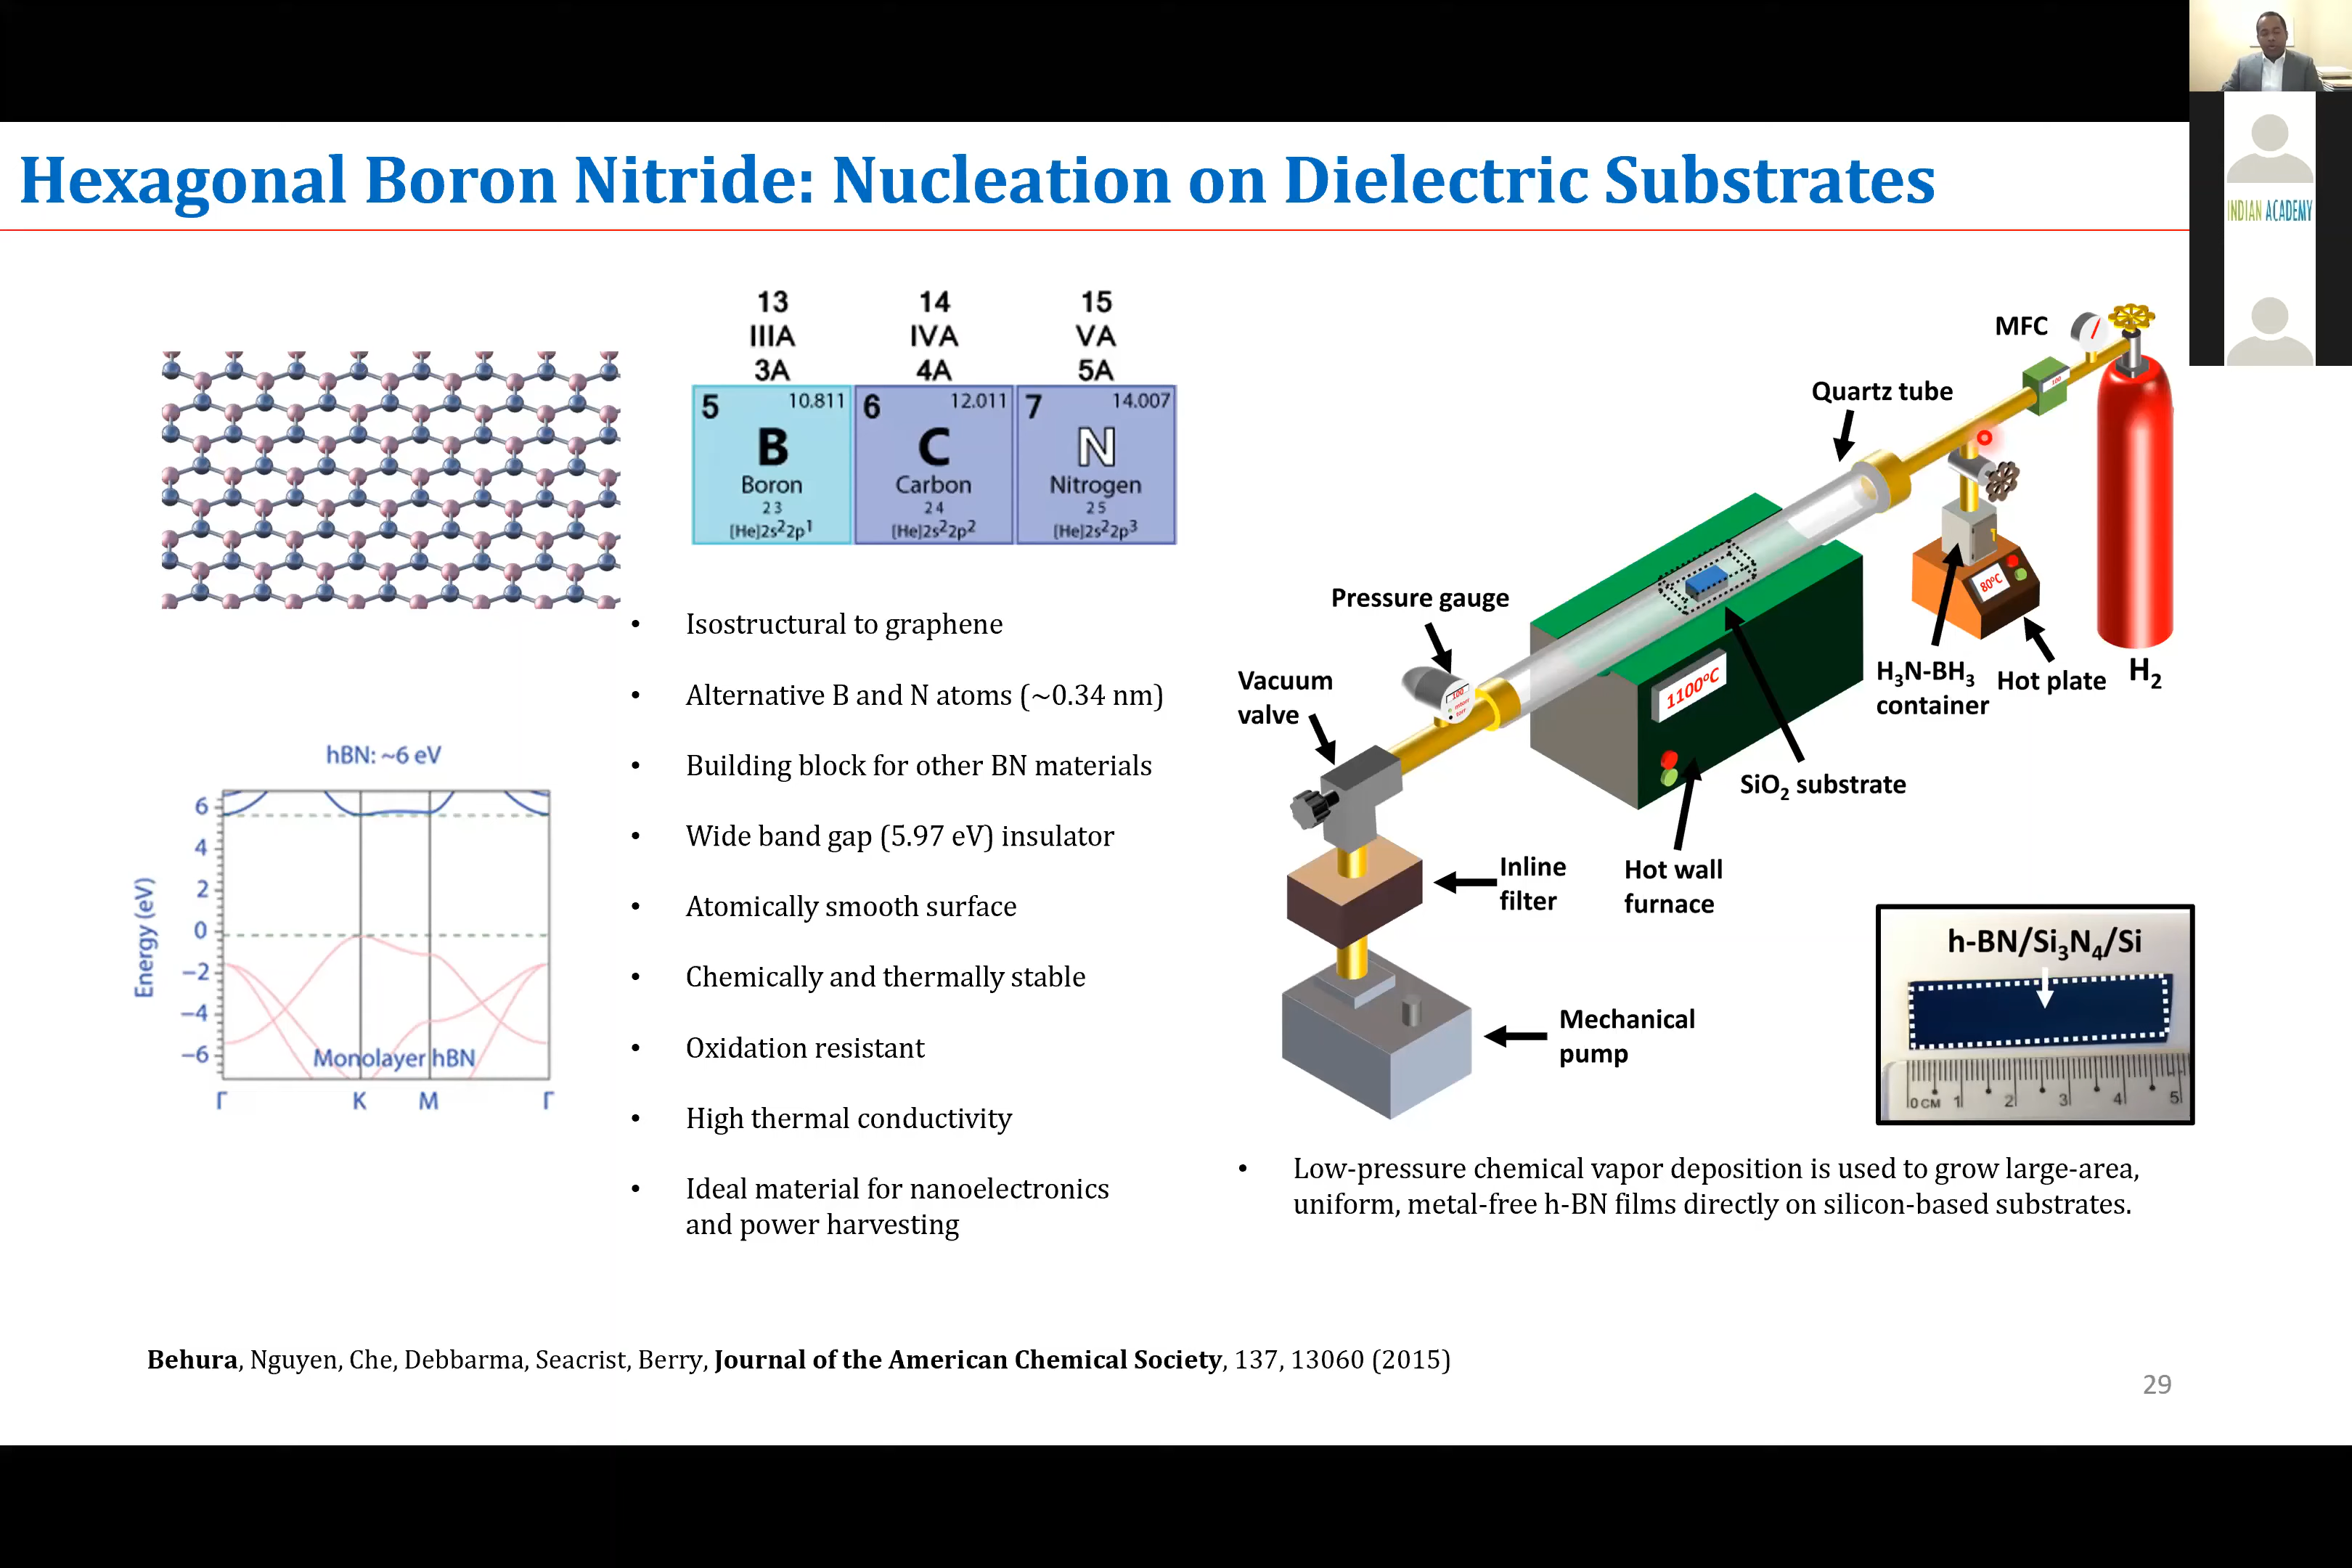 Hexagonal Boron Nitride: Nucleation on Dielectric Substrates
INDIAN ACADEMY
13 14 15
IIIA IVA VA
3A 4A 5A
5 10.811 6 12.011 7 14.007
B C N
Boron Carbon Nitrogen
2 3 2 4 2 5
[He]2s²2p¹ [He]2s²2p² [He]2s²2p³
• Isostructural to graphene
• Alternative B and N atoms (~0.34 nm)
• Building block for other BN materials
• Wide band gap (5.97 eV) insulator
• Atomically smooth surface
• Chemically and thermally stable
• Oxidation resistant
• High thermal conductivity
• Ideal material for nanoelectronics
and power harvesting
hBN: ~6 eV
Energy (eV)
6
4
2
0
−2
−4
−6
Monolayer hBN
Γ K M Γ
MFC
100
Quartz tube
Pressure gauge
100
Vacuum
valve
1100°C
80°C
1
H₃N-BH₃
container
Hot plate
H₂
SiO₂ substrate
Inline
filter
Hot wall
furnace
Mechanical
pump
h-BN/Si₃N₄/Si
0 CM 1 2 3 4 5
• Low-pressure chemical vapor deposition is used to grow large-area,
uniform, metal-free h-BN films directly on silicon-based substrates.
Behura, Nguyen, Che, Debbarma, Seacrist, Berry, Journal of the American Chemical Society, 137, 13060 (2015)
29